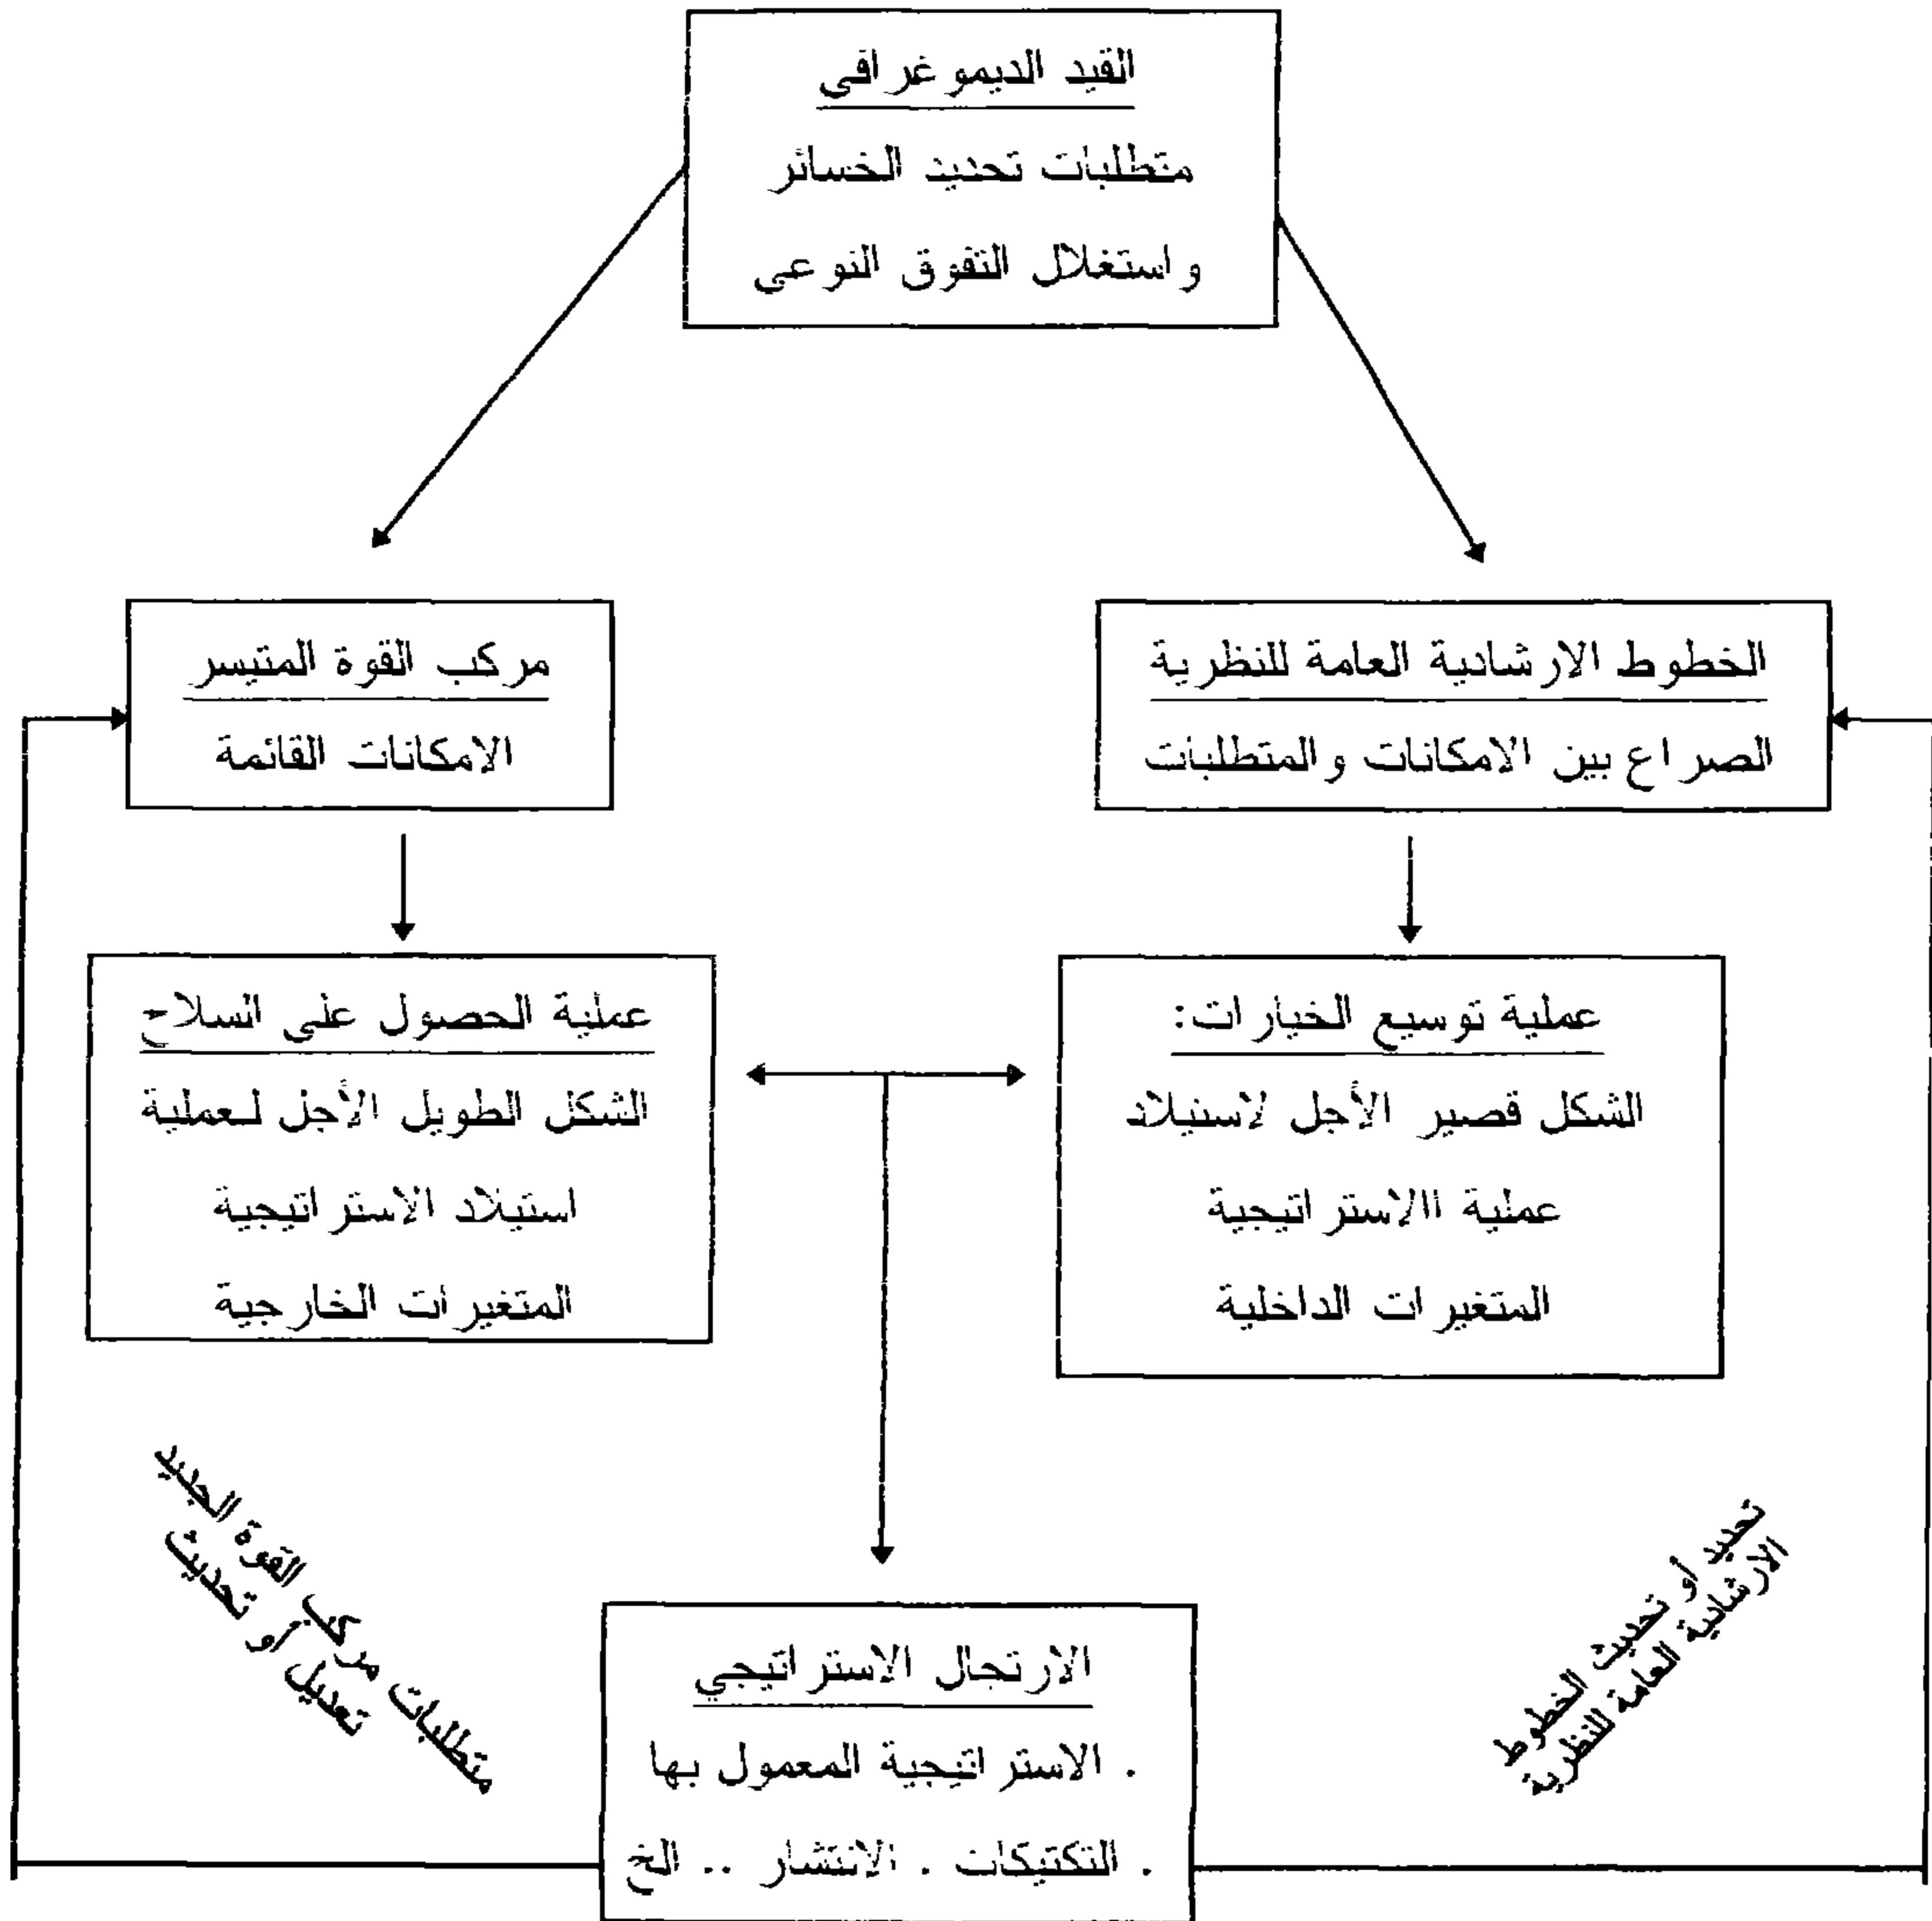 القيد الديموغرافي
متطلبات تحديد الخسائر
واستغلال التفوق النوعي
الخطوط الارشادية العامة للنظرية
الصراع بين الامكانات والمتطلبات
مركب القوة المتيسر
الامكانات القائمة
عملية توسيع الخيارات:
الشكل قصير الأجل لاستيلاد
عملية االاستراتيجية
المتغيرات الداخلية
عملية الحصول على السلاح
الشكل الطويل الأجل لعملية
استيلاد الاستراتيجية
المتغيرات الخارجية
تحديد أو تحديث الخطوط
الارشادية العامة للنظرية
متطلبات مركب القوة الجديد
تعديل أو تحديث
الارتجال الاستراتيجي
. الاستراتيجية المعمول بها
. التكتيكات . الانتشار .. الخ